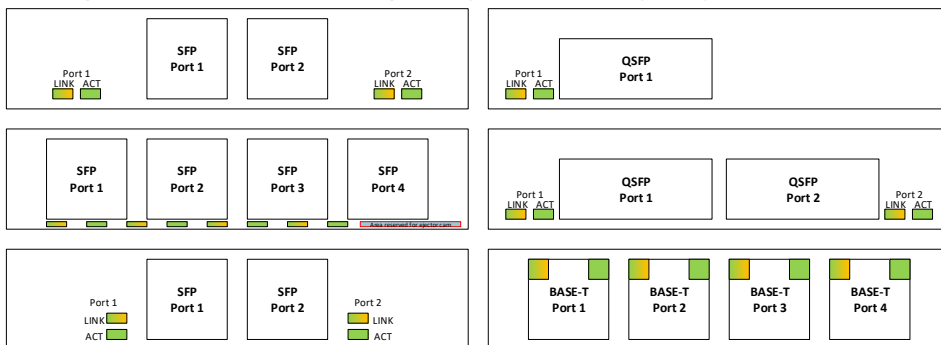 SFP
Port 1
SFP
Port 2
Port 1
LINK ACT
Port 2
LINK ACT
QSFP
Port 1
Port 1
LINK ACT
SFP
Port 1
SFP
Port 2
SFP
Port 3
SFP
Port 4
Area reserved for ejector cam
QSFP
Port 1
QSFP
Port 2
Port 1
LINK ACT
Port 2
LINK ACT
Port 1
LINK
ACT
SFP
Port 1
SFP
Port 2
Port 2
LINK
ACT
BASE-T
Port 1
BASE-T
Port 2
BASE-T
Port 3
BASE-T
Port 4